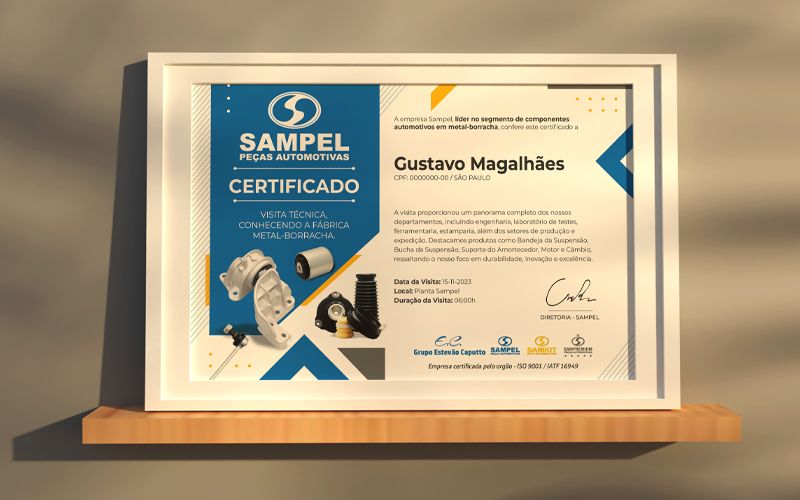 SAMPEL
PEÇAS AUTOMOTIVAS
CERTIFICADO
VISITA TÉCNICA,
CONHECENDO A FÁBRICA
METAL-BORRACHA.
A empresa Sampel, líder no segmento de componentes
automotivos em metal-borracha, confere este certificado a
Gustavo Magalhães
CPF: 0000000-00 / SÃO PAULO
A visita proporcionou um panorama completo dos nossos
departamentos, incluindo engenharia, laboratório de testes,
ferramentaria, estamparia, além dos setores de produção e
expedição. Destacamos produtos como Bandeja da Suspensão,
Bucha da Suspensão, Suporte do Amortecedor, Motor e Câmbio,
ressaltando o nosso foco em durabilidade, inovação e excelência.
Data da Visita: 15-11-2023
Local: Planta Sampel
Duração da Visita: 06:00h
DIRETORIA - SAMPEL
Grupo Estevão Caputto
SAMPEL
PEÇAS AUTOMOTIVAS
SAMKIT
SAMPREMIUM
Empresa certificada pelo orgão - ISO 9001 / IATF 16949